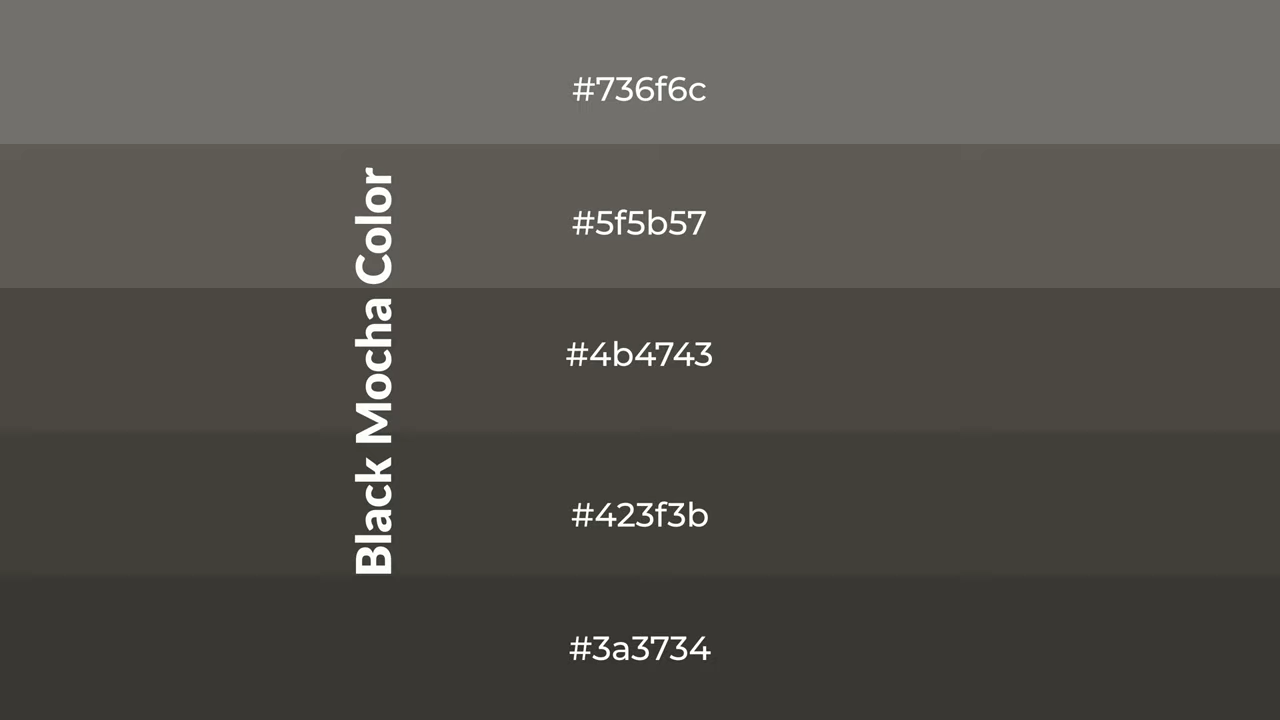 Black Mocha Color
#736f6c
#5f5b57
#4b4743
#423f3b
#3a3734